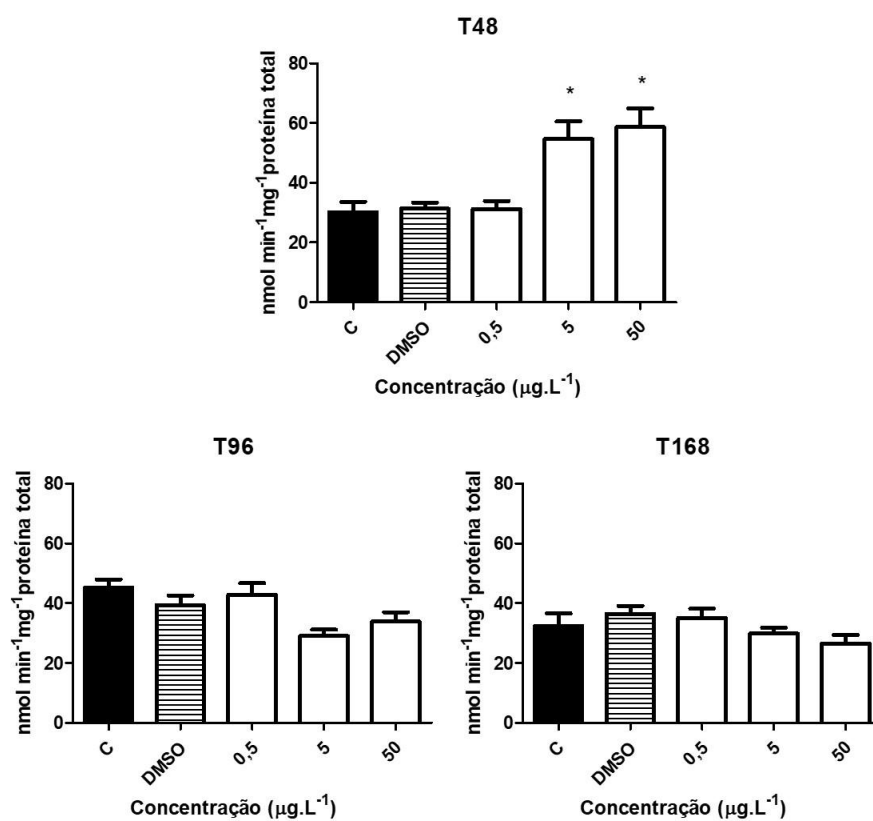 T48
nmol min-1mg-1proteína total
80
60
40
20
0
* *
C DMSO 0,5 5 50
Concentração (μg.L-1)
T96
nmol min-1mg-1proteína total
80
60
40
20
0
C DMSO 0,5 5 50
Concentração (μg.L-1)
T168
nmol min-1mg-1proteína total
80
60
40
20
0
C DMSO 0,5 5 50
Concentração (μg.L-1)